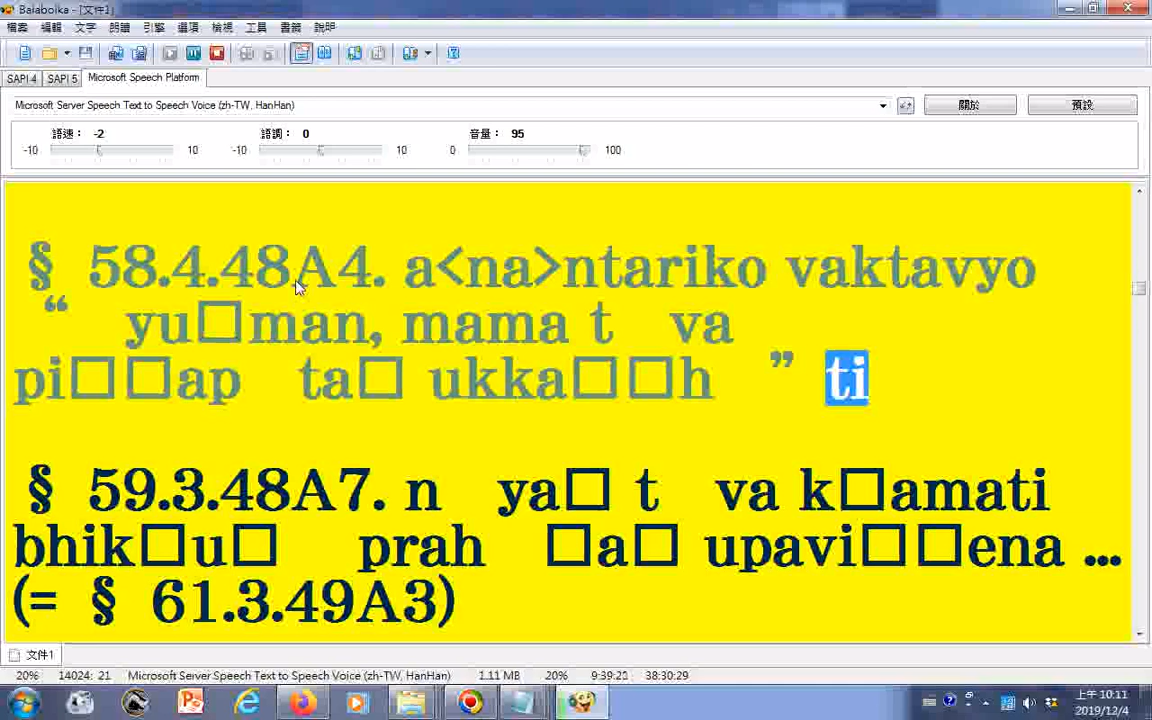 Balabolka - [文件1]
檔案 編輯 文字 朗讀 引擎 選項 檢視 工具 書籤 說明
SAPI 4 SAPI 5 Microsoft Speech Platform
Microsoft Server Speech Text to Speech Voice (zh-TW, HanHan) 關於 預設
語速： -2 語調： 0 音量： 95
-10 10 -10 10 0 100
§ 58.4.48A4. a<na>ntariko vaktavyo
“ yu□man, mama t va
pi□□ap ta□ ukka□□h ” ti
§ 59.3.48A7. n ya□ t va k□amati
bhik□u□ prah □a□ upavi□□ena ...
(= § 61.3.49A3)
文件1
20% 14024: 21 Microsoft Server Speech Text to Speech Voice (zh-TW, HanHan) 1.11 MB 20% 9:39:21 38:30:29
上午 10:11
2019/12/4